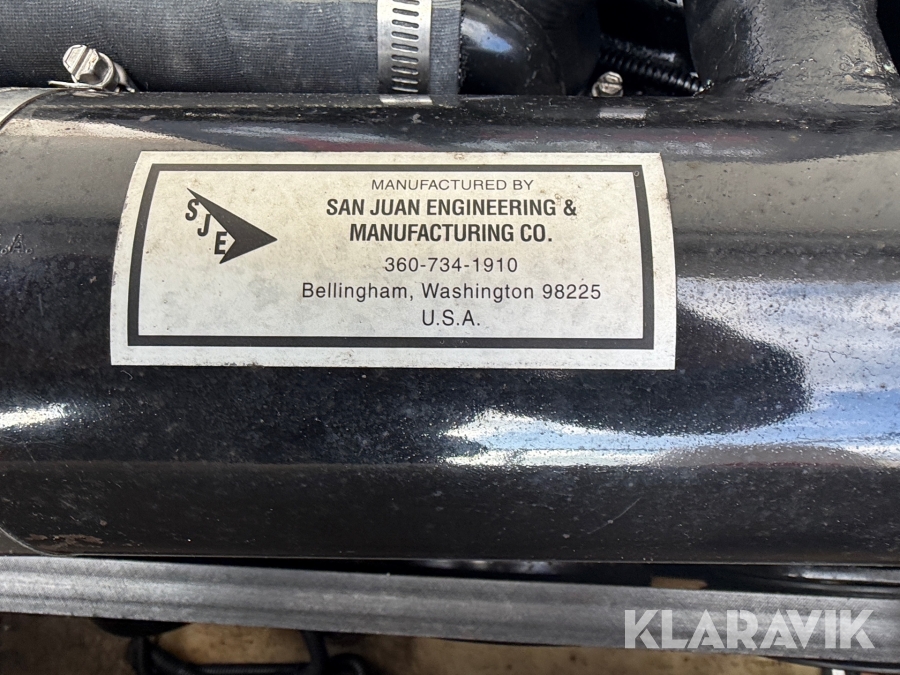 MANUFACTURED BY
SJE
SAN JUAN ENGINEERING &
MANUFACTURING CO.
360-734-1910
Bellingham, Washington 98225
U.S.A.
.A.
KLARAVIK